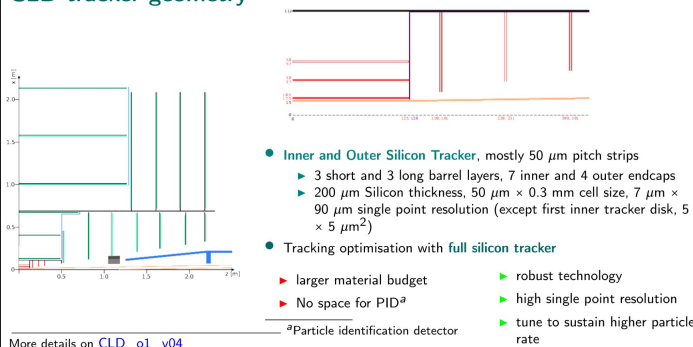 CLD tracker geometry
x [m]
2.0
1.5
1.0
0.5
0
0.5
1.0
1.5
2.0
z [m]
Inner and Outer Silicon Tracker, mostly 50 μm pitch strips
3 short and 3 long barrel layers, 7 inner and 4 outer endcaps
200 μm Silicon thickness, 50 μm × 0.3 mm cell size, 7 μm ×
90 μm single point resolution (except first inner tracker disk, 5
× 5 μm²)
Tracking optimisation with full silicon tracker
larger material budget
No space for PIDᵃ
robust technology
high single point resolution
tune to sustain higher particle
rate
ᵃParticle identification detector
More details on CLD_o1_v04